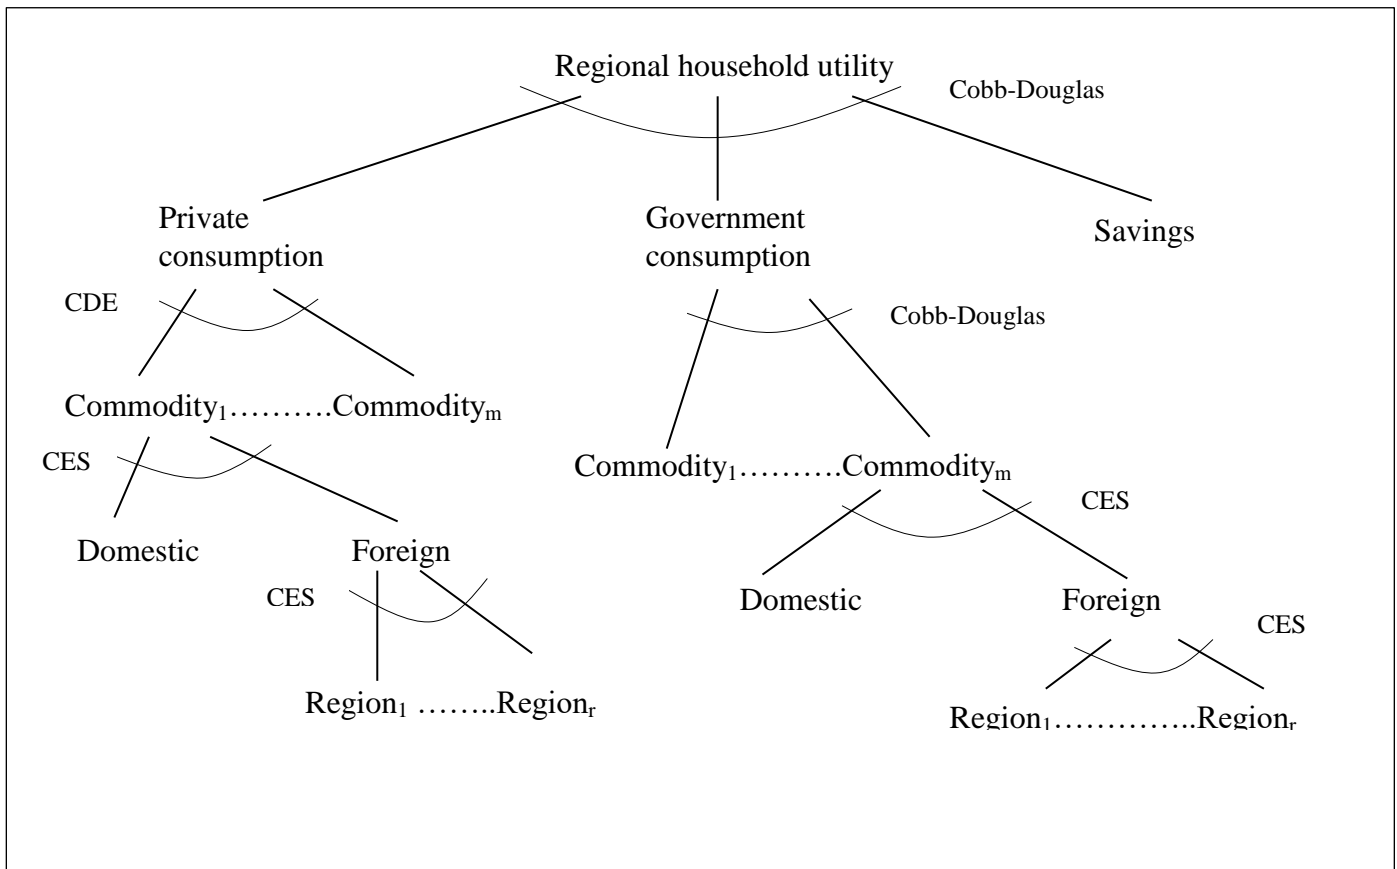 Regional household utility
Cobb-Douglas
Private
consumption
Government
consumption
Savings
CDE
Cobb-Douglas
Commodity₁……….Commodityₘ
CES
Commodity₁……….Commodityₘ
CES
Domestic
Foreign
CES
Domestic
Foreign
CES
Region₁ ……..Regionᵣ
Region₁…………..Regionᵣ